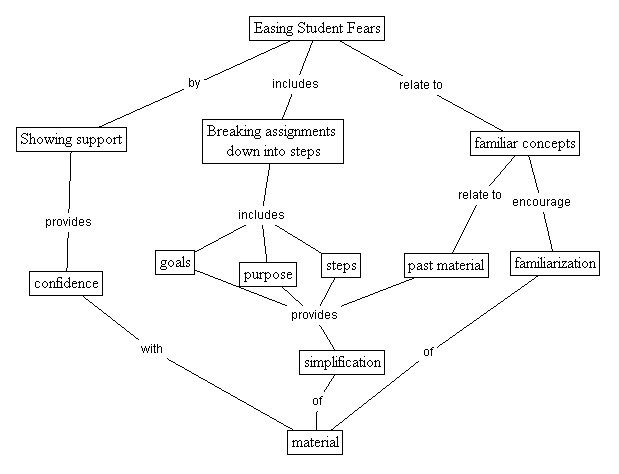 Easing Student Fears
by
includes
relate to
Showing support
Breaking assignments
down into steps
familiar concepts
relate to
encourage
provides
includes
goals
purpose
steps
past material
familiarization
confidence
provides
with
simplification
of
of
material